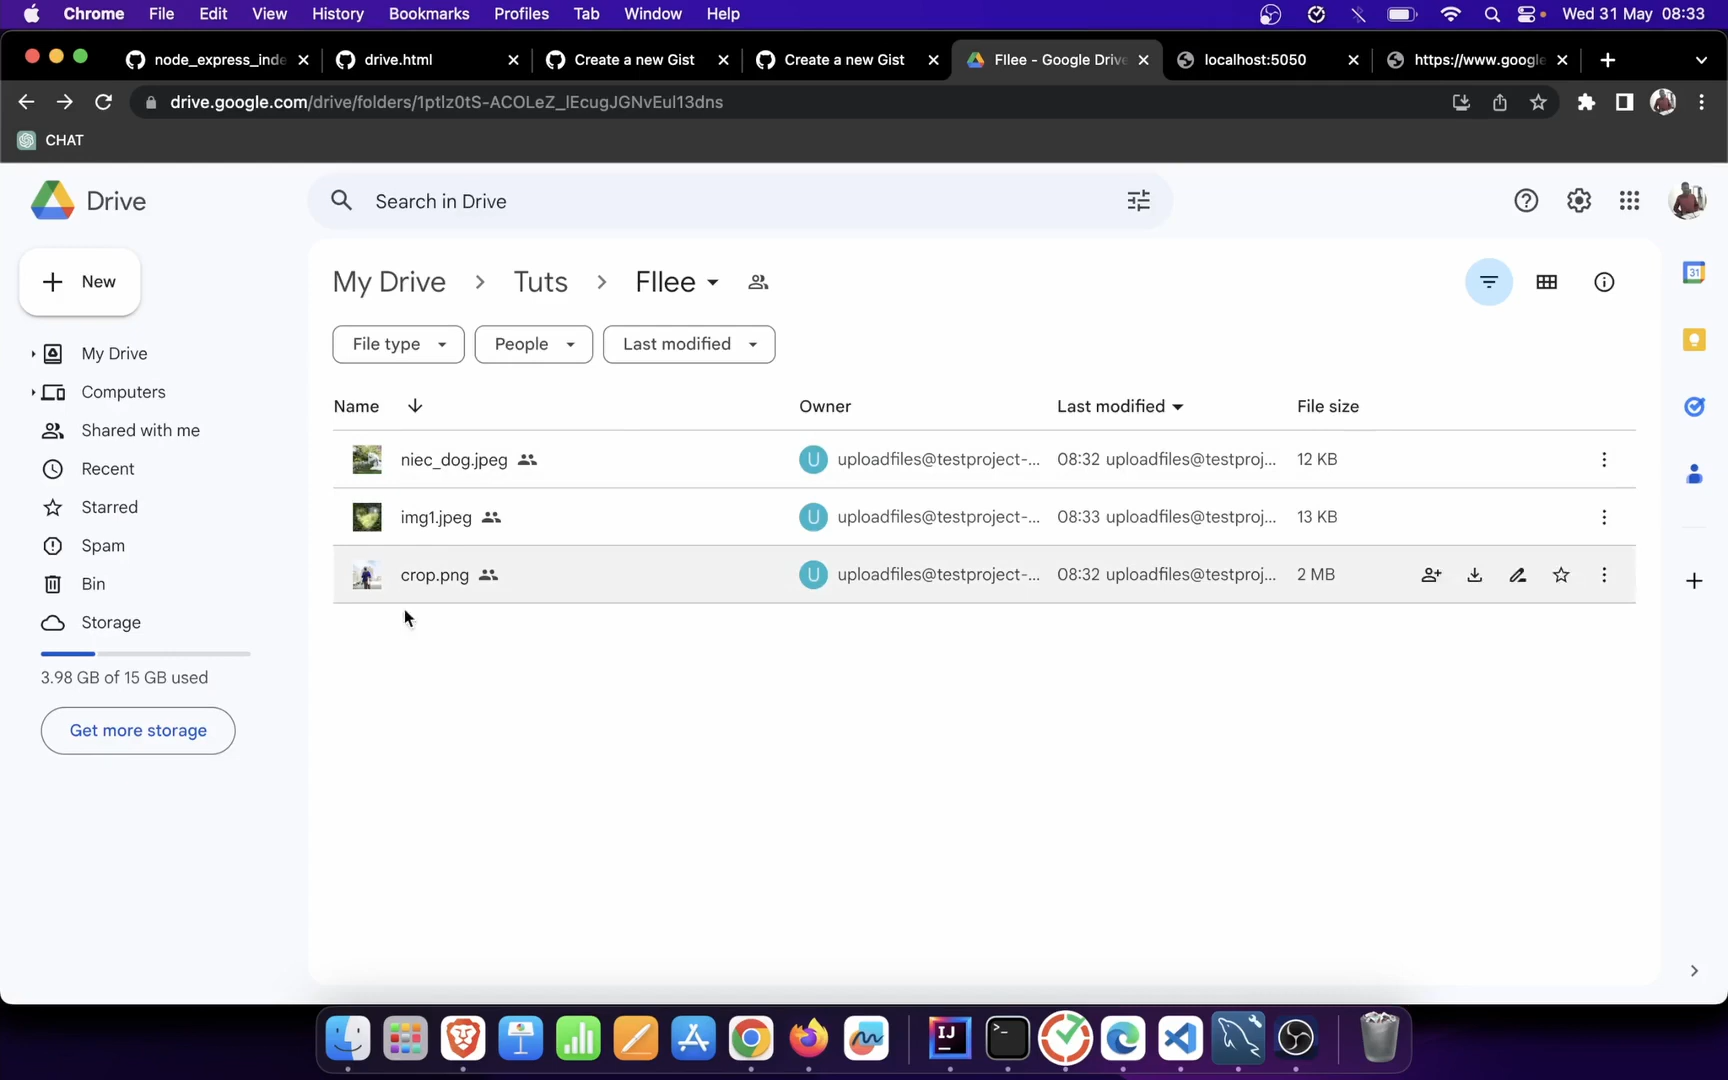 Chrome File Edit View History Bookmarks Profiles Tab Window Help Wed 31 May 08:33
node_express_inde drive.html Create a new Gist Create a new Gist Fllee - Google Drive localhost:5050 https://www.google
drive.google.com/drive/folders/1ptlz0tS-ACOLeZ_lEcugJGNvEul13dns
CHAT
Drive Search in Drive
New My Drive Tuts Fllee
File type People Last modified
My Drive
Computers
Shared with me
Recent
Starred
Spam
Bin
Storage
3.98 GB of 15 GB used
Get more storage
Name Owner Last modified File size
niec_dog.jpeg U uploadfiles@testproject-... 08:32 uploadfiles@testproj... 12 KB
img1.jpeg U uploadfiles@testproject-... 08:33 uploadfiles@testproj... 13 KB
crop.png U uploadfiles@testproject-... 08:32 uploadfiles@testproj... 2 MB
31
IJ